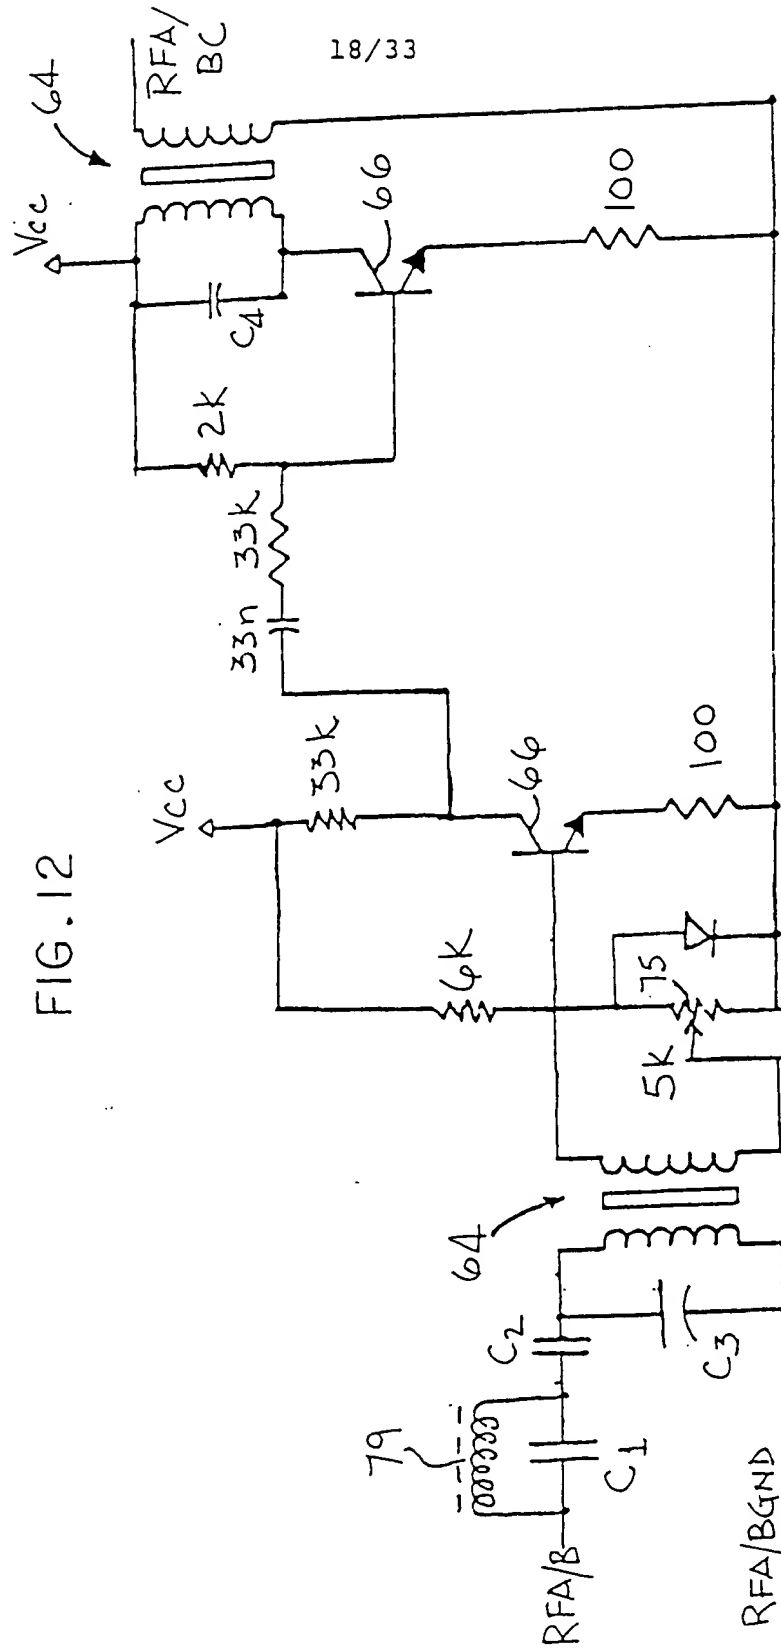 18/33
FIG. 12
RFA/B
79
C1
C2
C3
RFA/BGND
64
5K
75
6K
Vcc
33K
66
100
33n
33K
2K
C4
Vcc
64
66
100
RFA/
BC